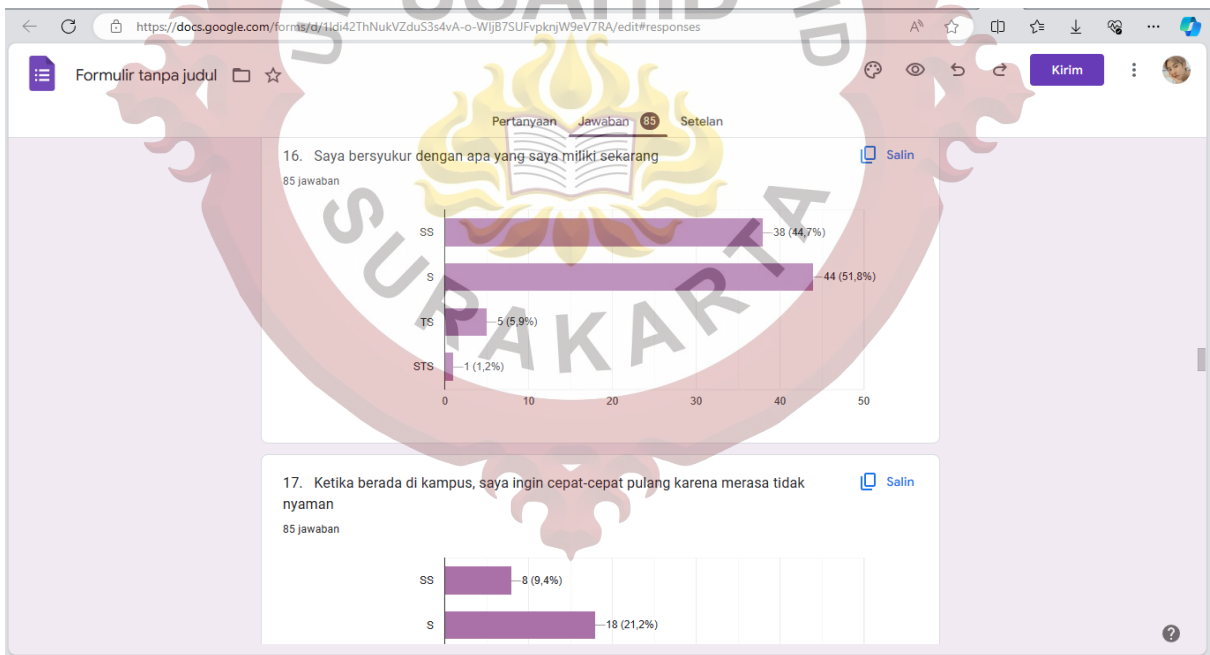 https://docs.google.com/forms/d/1Idi42ThNukVZduS3s4vA-o-WIjB7SUFvpknjW9eV7RA/edit#responses
Formulir tanpa judul
Kirim
Pertanyaan Jawaban 85 Setelan
16. Saya bersyukur dengan apa yang saya miliki sekarang
Salin
85 jawaban
SS 38 (44,7%)
S 44 (51,8%)
TS 5 (5,9%)
STS 1 (1,2%)
0 10 20 30 40 50
SURAKARTA
17. Ketika berada di kampus, saya ingin cepat-cepat pulang karena merasa tidak
nyaman
Salin
85 jawaban
SS 8 (9,4%)
S 18 (21,2%)